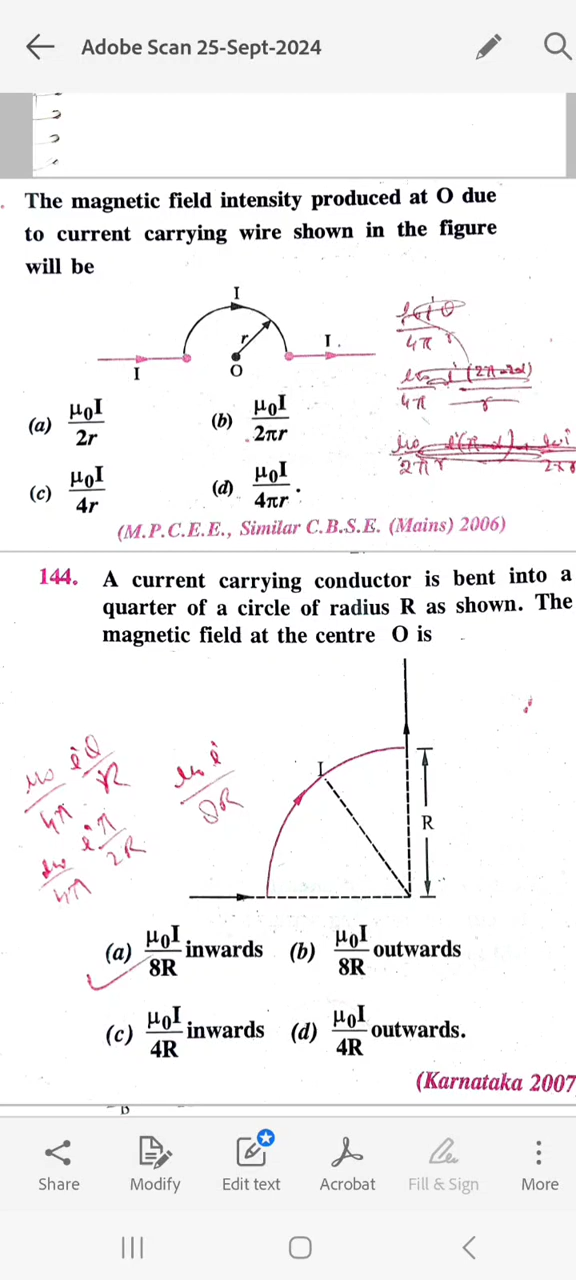 Adobe Scan 25-Sept-2024
The magnetic field intensity produced at O due
to current carrying wire shown in the figure
will be
I
r
I
I
O
(a) μ₀I/2r (b) μ₀I/2πr
(c) μ₀I/4r (d) μ₀I/4πr .
(M.P.C.E.E., Similar C.B.S.E. (Mains) 2006)
144. A current carrying conductor is bent into a
quarter of a circle of radius R as shown. The
magnetic field at the centre O is
I
R
(a) μ₀I/8R inwards (b) μ₀I/8R outwards
(c) μ₀I/4R inwards (d) μ₀I/4R outwards.
(Karnataka 2007
Share Modify Edit text Acrobat Fill & Sign More